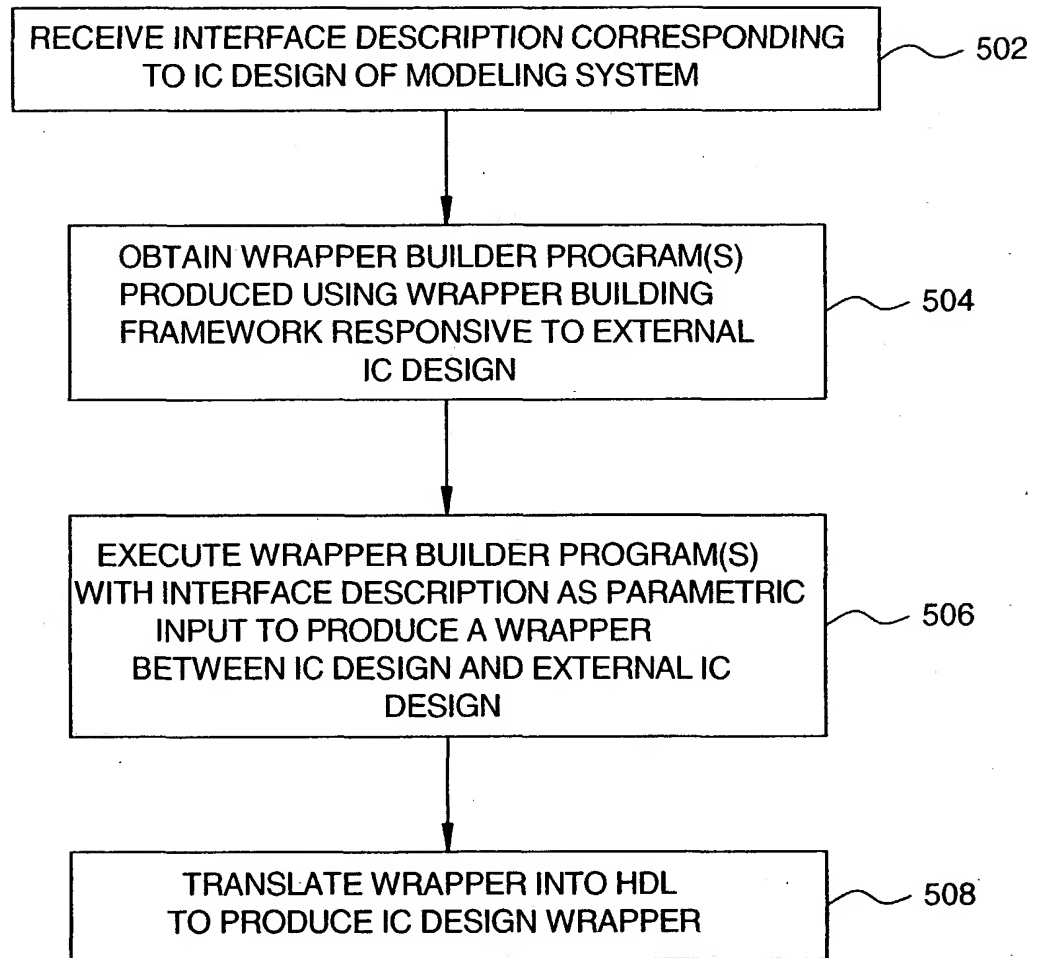 RECEIVE INTERFACE DESCRIPTION CORRESPONDING
TO IC DESIGN OF MODELING SYSTEM
502
OBTAIN WRAPPER BUILDER PROGRAM(S)
PRODUCED USING WRAPPER BUILDING
FRAMEWORK RESPONSIVE TO EXTERNAL
IC DESIGN
504
EXECUTE WRAPPER BUILDER PROGRAM(S)
WITH INTERFACE DESCRIPTION AS PARAMETRIC
INPUT TO PRODUCE A WRAPPER
BETWEEN IC DESIGN AND EXTERNAL IC
DESIGN
506
TRANSLATE WRAPPER INTO HDL
TO PRODUCE IC DESIGN WRAPPER
508